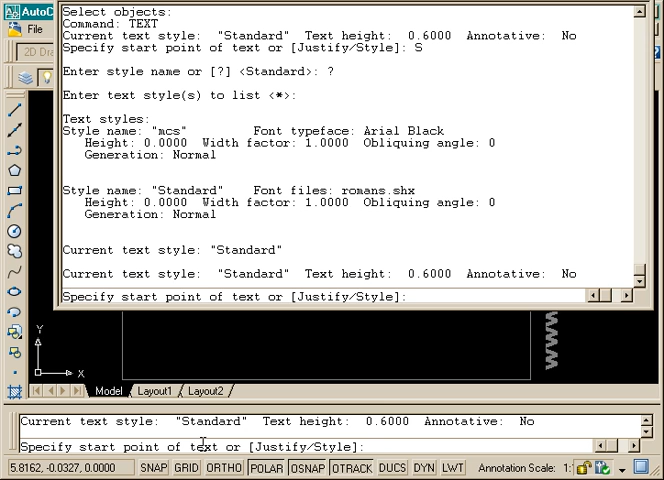 AutoC
File
2D Dra
Select objects:
Command: TEXT
Current text style:  "Standard"  Text height:  0.6000  Annotative:  No
Specify start point of text or [Justify/Style]: S
Enter style name or [?] <Standard>: ?
Enter text style(s) to list <*>:
Text styles:
Style name: "mcs"  Font typeface: Arial Black
Height: 0.0000  Width factor: 1.0000  Obliquing angle: 0
Generation: Normal
Style name: "Standard"  Font files: romans.shx
Height: 0.0000  Width factor: 1.0000  Obliquing angle: 0
Generation: Normal
Current text style: "Standard"
Current text style:  "Standard"  Text height:  0.6000  Annotative:  No
Specify start point of text or [Justify/Style]:
Y
X
Model Layout1 Layout2
Current text style:  "Standard"  Text height:  0.6000  Annotative:  No
Specify start point of text or [Justify/Style]:
5.8162, -0.0327, 0.0000 SNAP GRID ORTHO POLAR OSNAP OTRACK DUCS DYN LWT Annotation Scale: 1: